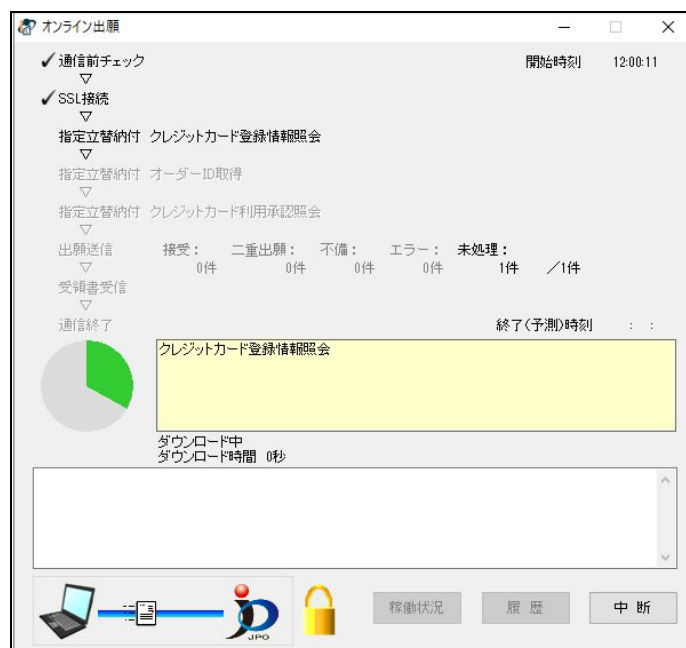 オンライン出願
✓通信前チェック 開始時刻 12:00:11
▽
✓SSL接続
▽
指定立替納付 クレジットカード登録情報照会
▽
指定立替納付 オーダーID取得
▽
指定立替納付 クレジットカード利用承認照会
▽
出願送信 接受： 二重出願： 不備： エラー： 未処理：
▽ 0件 0件 0件 0件 1件 ／1件
受領書受信
▽
通信終了 終了(予測)時刻 : :
クレジットカード登録情報照会
ダウンロード中
ダウンロード時間 0秒
JPO
稼働状況 履 歴 中 断